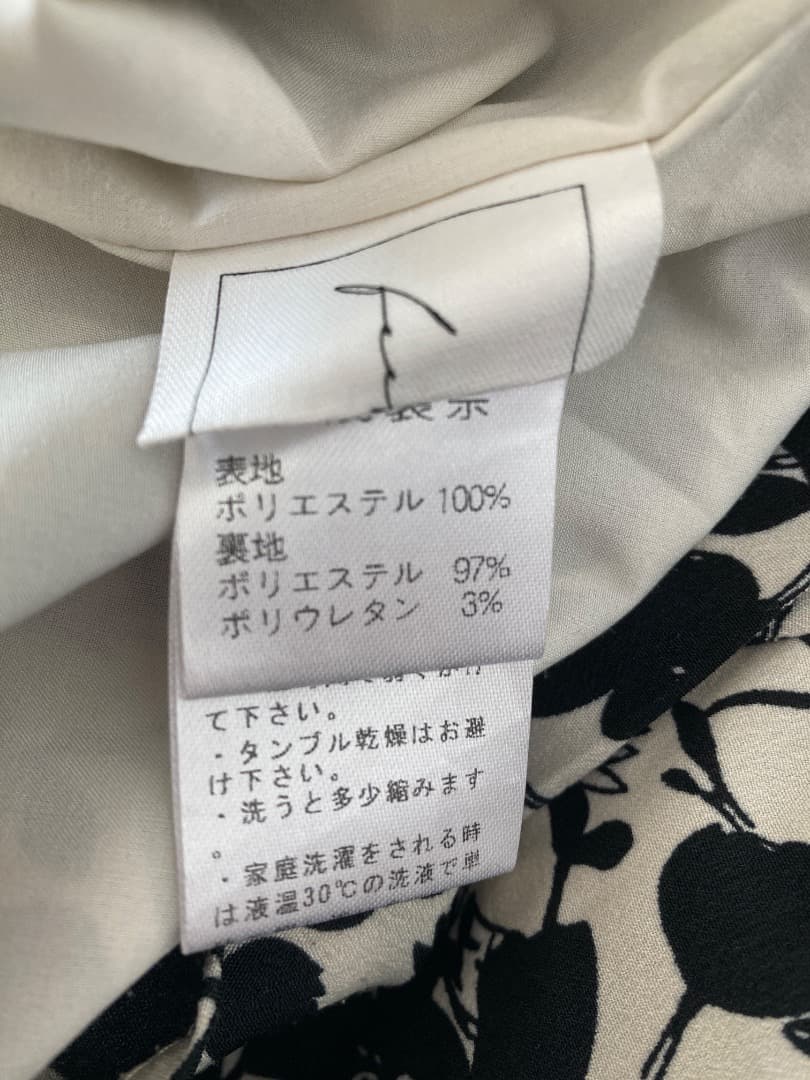 表地
ポリエステル 100%
裏地
ポリエステル 97%
ポリウレタン 3%
て下さい。
・タンブル乾燥はお避
け下さい。
・洗うと多少縮みます
。
・家庭洗濯をされる時
は液温30℃の洗液で単